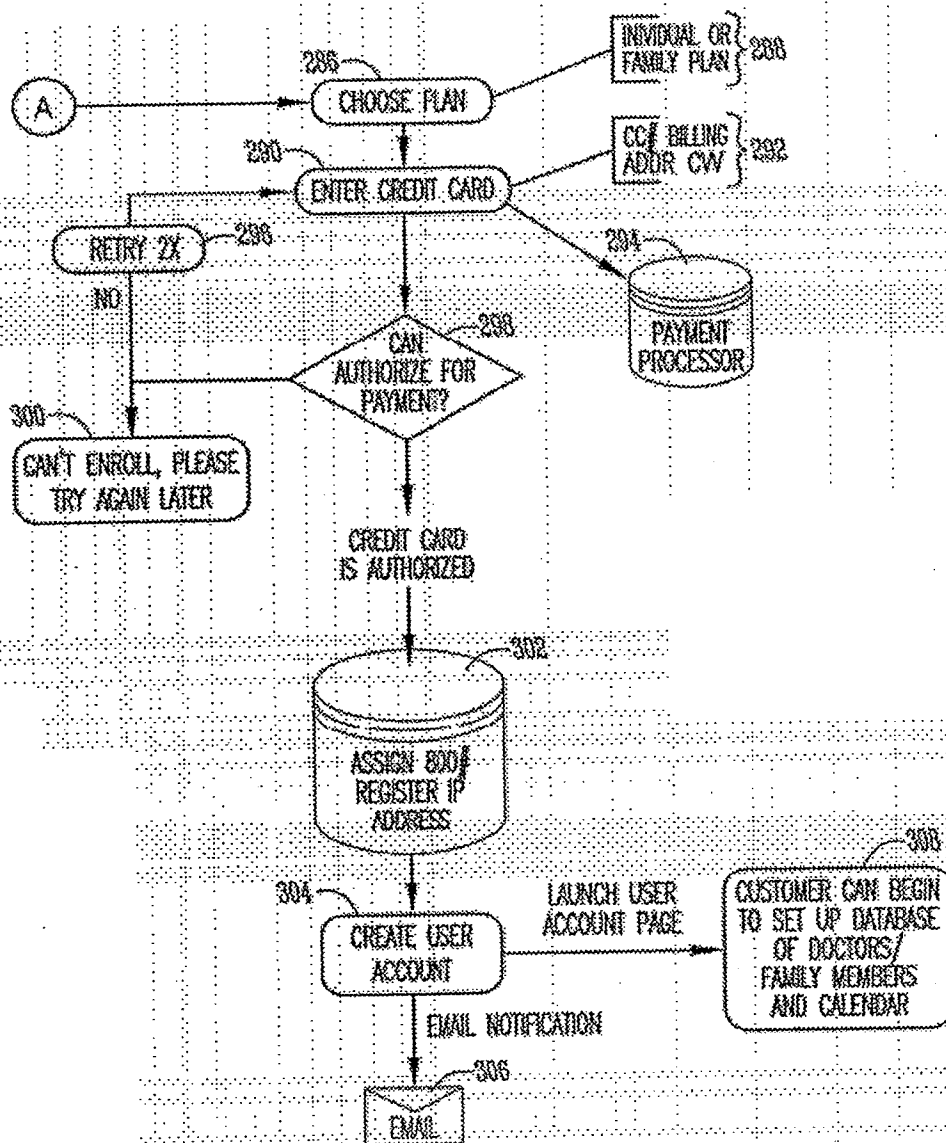 286
INIVIDUAL OR
FAMILY PLAN
288
A
CHOOSE PLAN
290
CC# BILLING
ADDR CVV
292
ENTER CREDIT CARD
RETRY 2X
298
294
NO
PAYMENT
PROCESSOR
CAN
AUTHORIZE FOR
PAYMENT?
300
CAN'T ENROLL, PLEASE
TRY AGAIN LATER
CREDIT CARD
IS AUTHORIZED
302
ASSIGN 800#
REGISTER IP
ADDRESS
304
CREATE USER
ACCOUNT
LAUNCH USER
ACCOUNT PAGE
308
CUSTOMER CAN BEGIN
TO SET UP DATABASE
OF DOCTORS/
FAMILY MEMBERS
AND CALENDAR
EMAIL NOTIFICATION
306
EMAIL